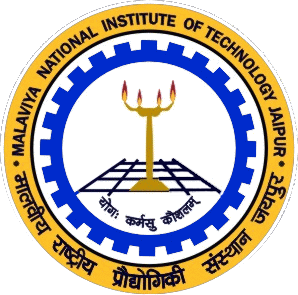 • MALAVIYA NATIONAL INSTITUTE OF TECHNOLOGY JAIPUR •
योगः कर्मसु कौशलम्
मालवीय राष्ट्रीय प्रौद्योगिकी संस्थान जयपुर